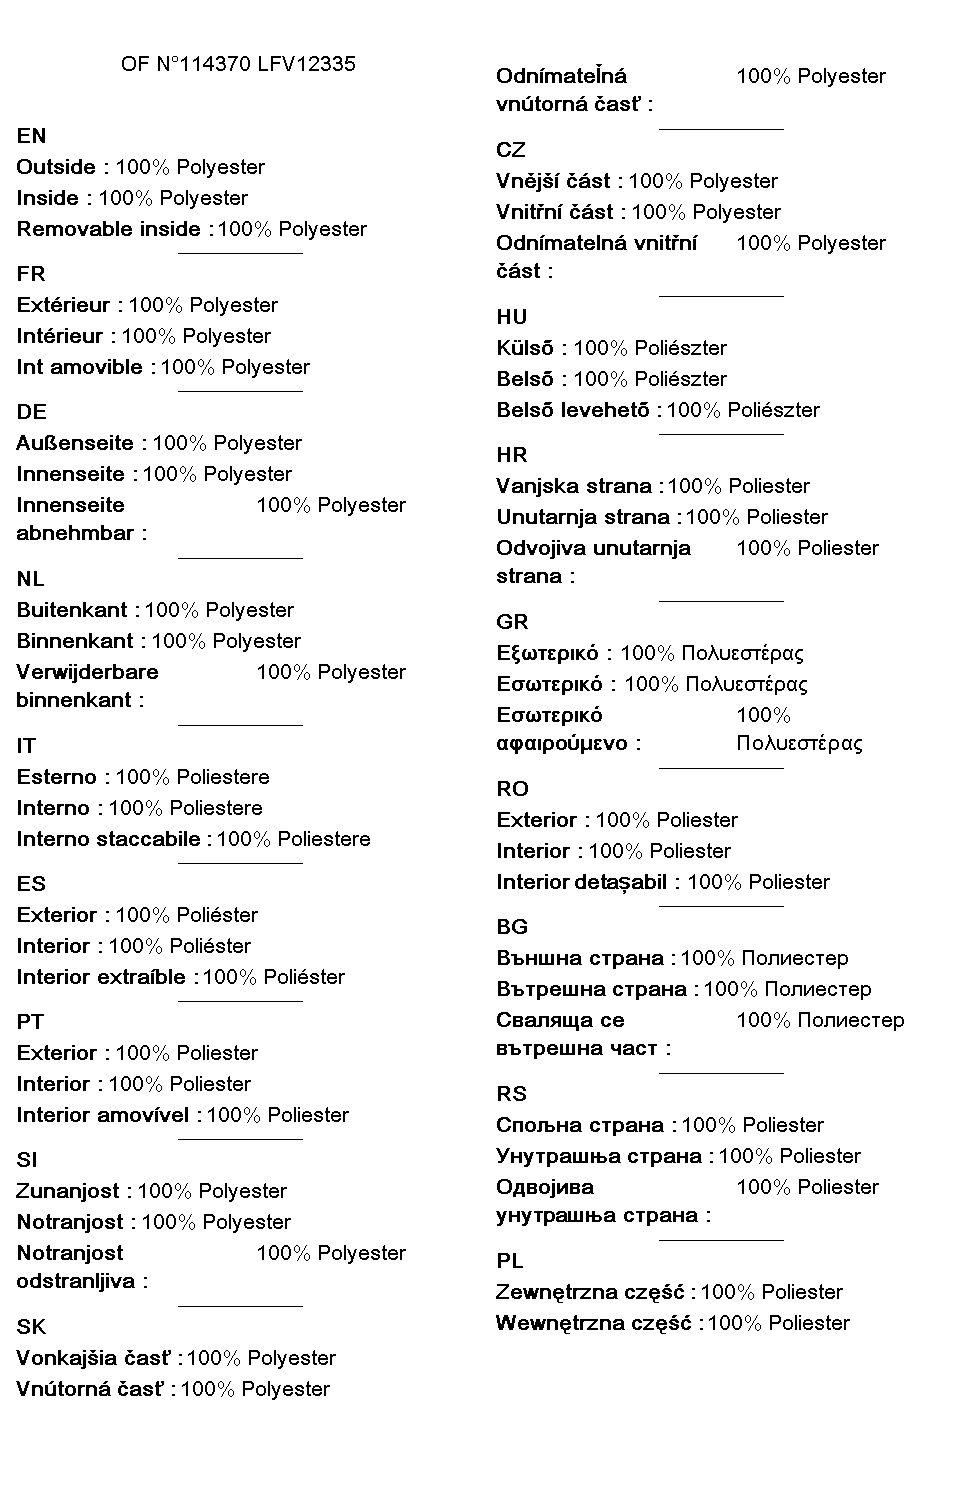 OF N°114370 LFV12335
EN
Outside : 100% Polyester
Inside : 100% Polyester
Removable inside : 100% Polyester
FR
Extérieur : 100% Polyester
Intérieur : 100% Polyester
Int amovible : 100% Polyester
DE
Außenseite : 100% Polyester
Innenseite : 100% Polyester
Innenseite 100% Polyester
abnehmbar :
NL
Buitenkant : 100% Polyester
Binnenkant : 100% Polyester
Verwijderbare 100% Polyester
binnenkant :
IT
Esterno : 100% Poliestere
Interno : 100% Poliestere
Interno staccabile : 100% Poliestere
ES
Exterior : 100% Poliéster
Interior : 100% Poliéster
Interior extraíble : 100% Poliéster
PT
Exterior : 100% Poliester
Interior : 100% Poliester
Interior amovível : 100% Poliester
SI
Zunanjost : 100% Polyester
Notranjost : 100% Polyester
Notranjost 100% Polyester
odstranljiva :
SK
Vonkajšia časť : 100% Polyester
Vnútorná časť : 100% Polyester
Odnímateľná 100% Polyester
vnútorná časť :
CZ
Vnější část : 100% Polyester
Vnitřní část : 100% Polyester
Odnímatelná vnitřní 100% Polyester
část :
HU
Külsõ : 100% Poliészter
Belsõ : 100% Poliészter
Belsõ levehetõ : 100% Poliészter
HR
Vanjska strana : 100% Poliester
Unutarnja strana : 100% Poliester
Odvojiva unutarnja 100% Poliester
strana :
GR
Εξωτερικό : 100% Πολυεστέρας
Εσωτερικό : 100% Πολυεστέρας
Εσωτερικό 100%
αφαιρούμενο : Πολυεστέρας
RO
Exterior : 100% Poliester
Interior : 100% Poliester
Interior detașabil : 100% Poliester
BG
Външна страна : 100% Полиестер
Вътрешна страна : 100% Полиестер
Сваляща се 100% Полиестер
вътрешна част :
RS
Спољна страна : 100% Poliester
Унутрашња страна : 100% Poliester
Одвојива 100% Poliester
унутрашња страна :
PL
Zewnętrzna część : 100% Poliester
Wewnętrzna część : 100% Poliester